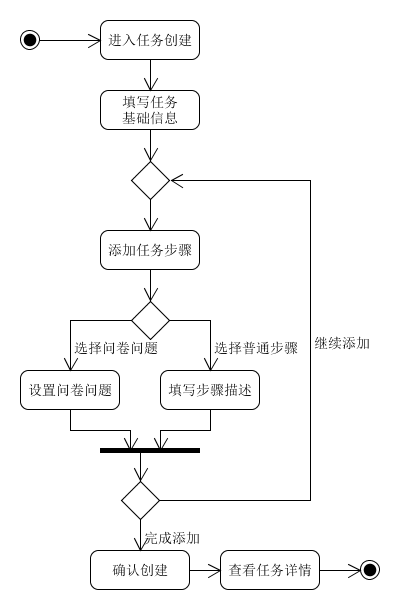 进入任务创建
填写任务
基础信息
添加任务步骤
继续添加
选择问卷问题
选择普通步骤
设置问卷问题
填写步骤描述
完成添加
确认创建
查看任务详情